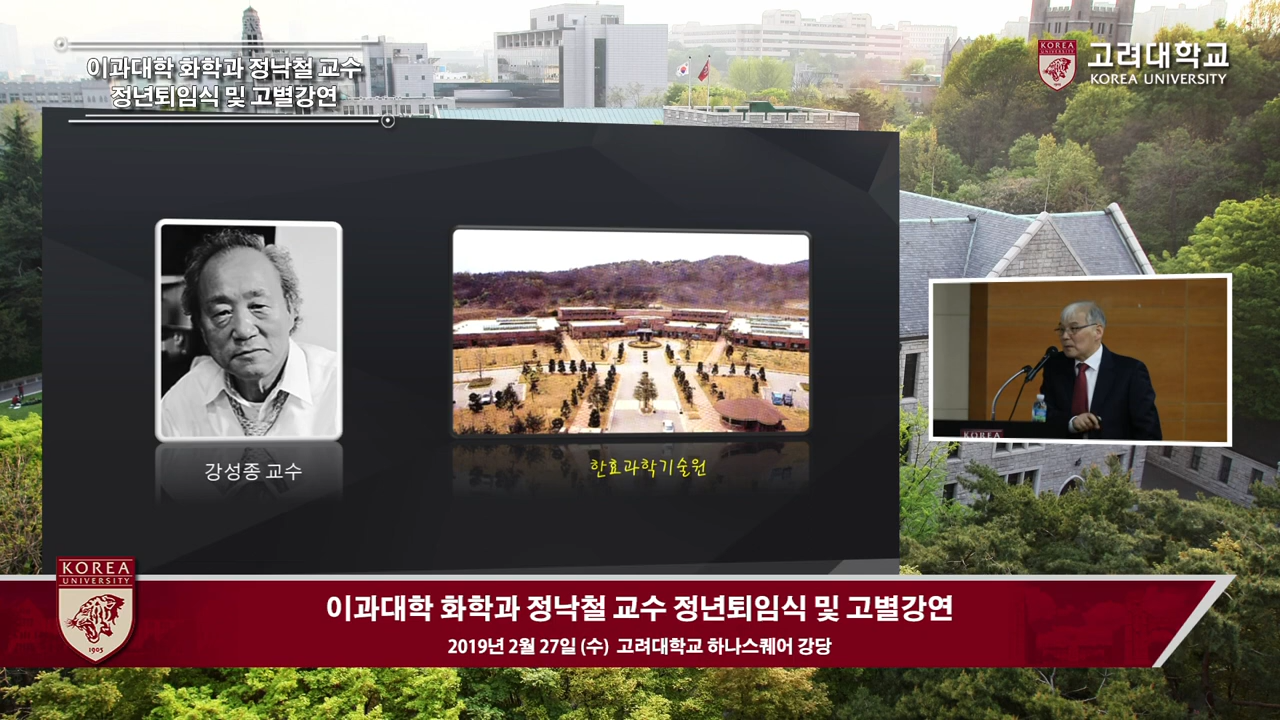 이과대학 화학과 정낙철 교수
정년퇴임식 및 고별강연
KOREA
UNIVERSITY
1905
고려대학교
KOREA UNIVERSITY
강성종 교수
한효과학기술원
KOREA
KOREA
UNIVERSITY
1905
이과대학 화학과 정낙철 교수 정년퇴임식 및 고별강연
2019년 2월 27일 (수) 고려대학교 하나스퀘어 강당